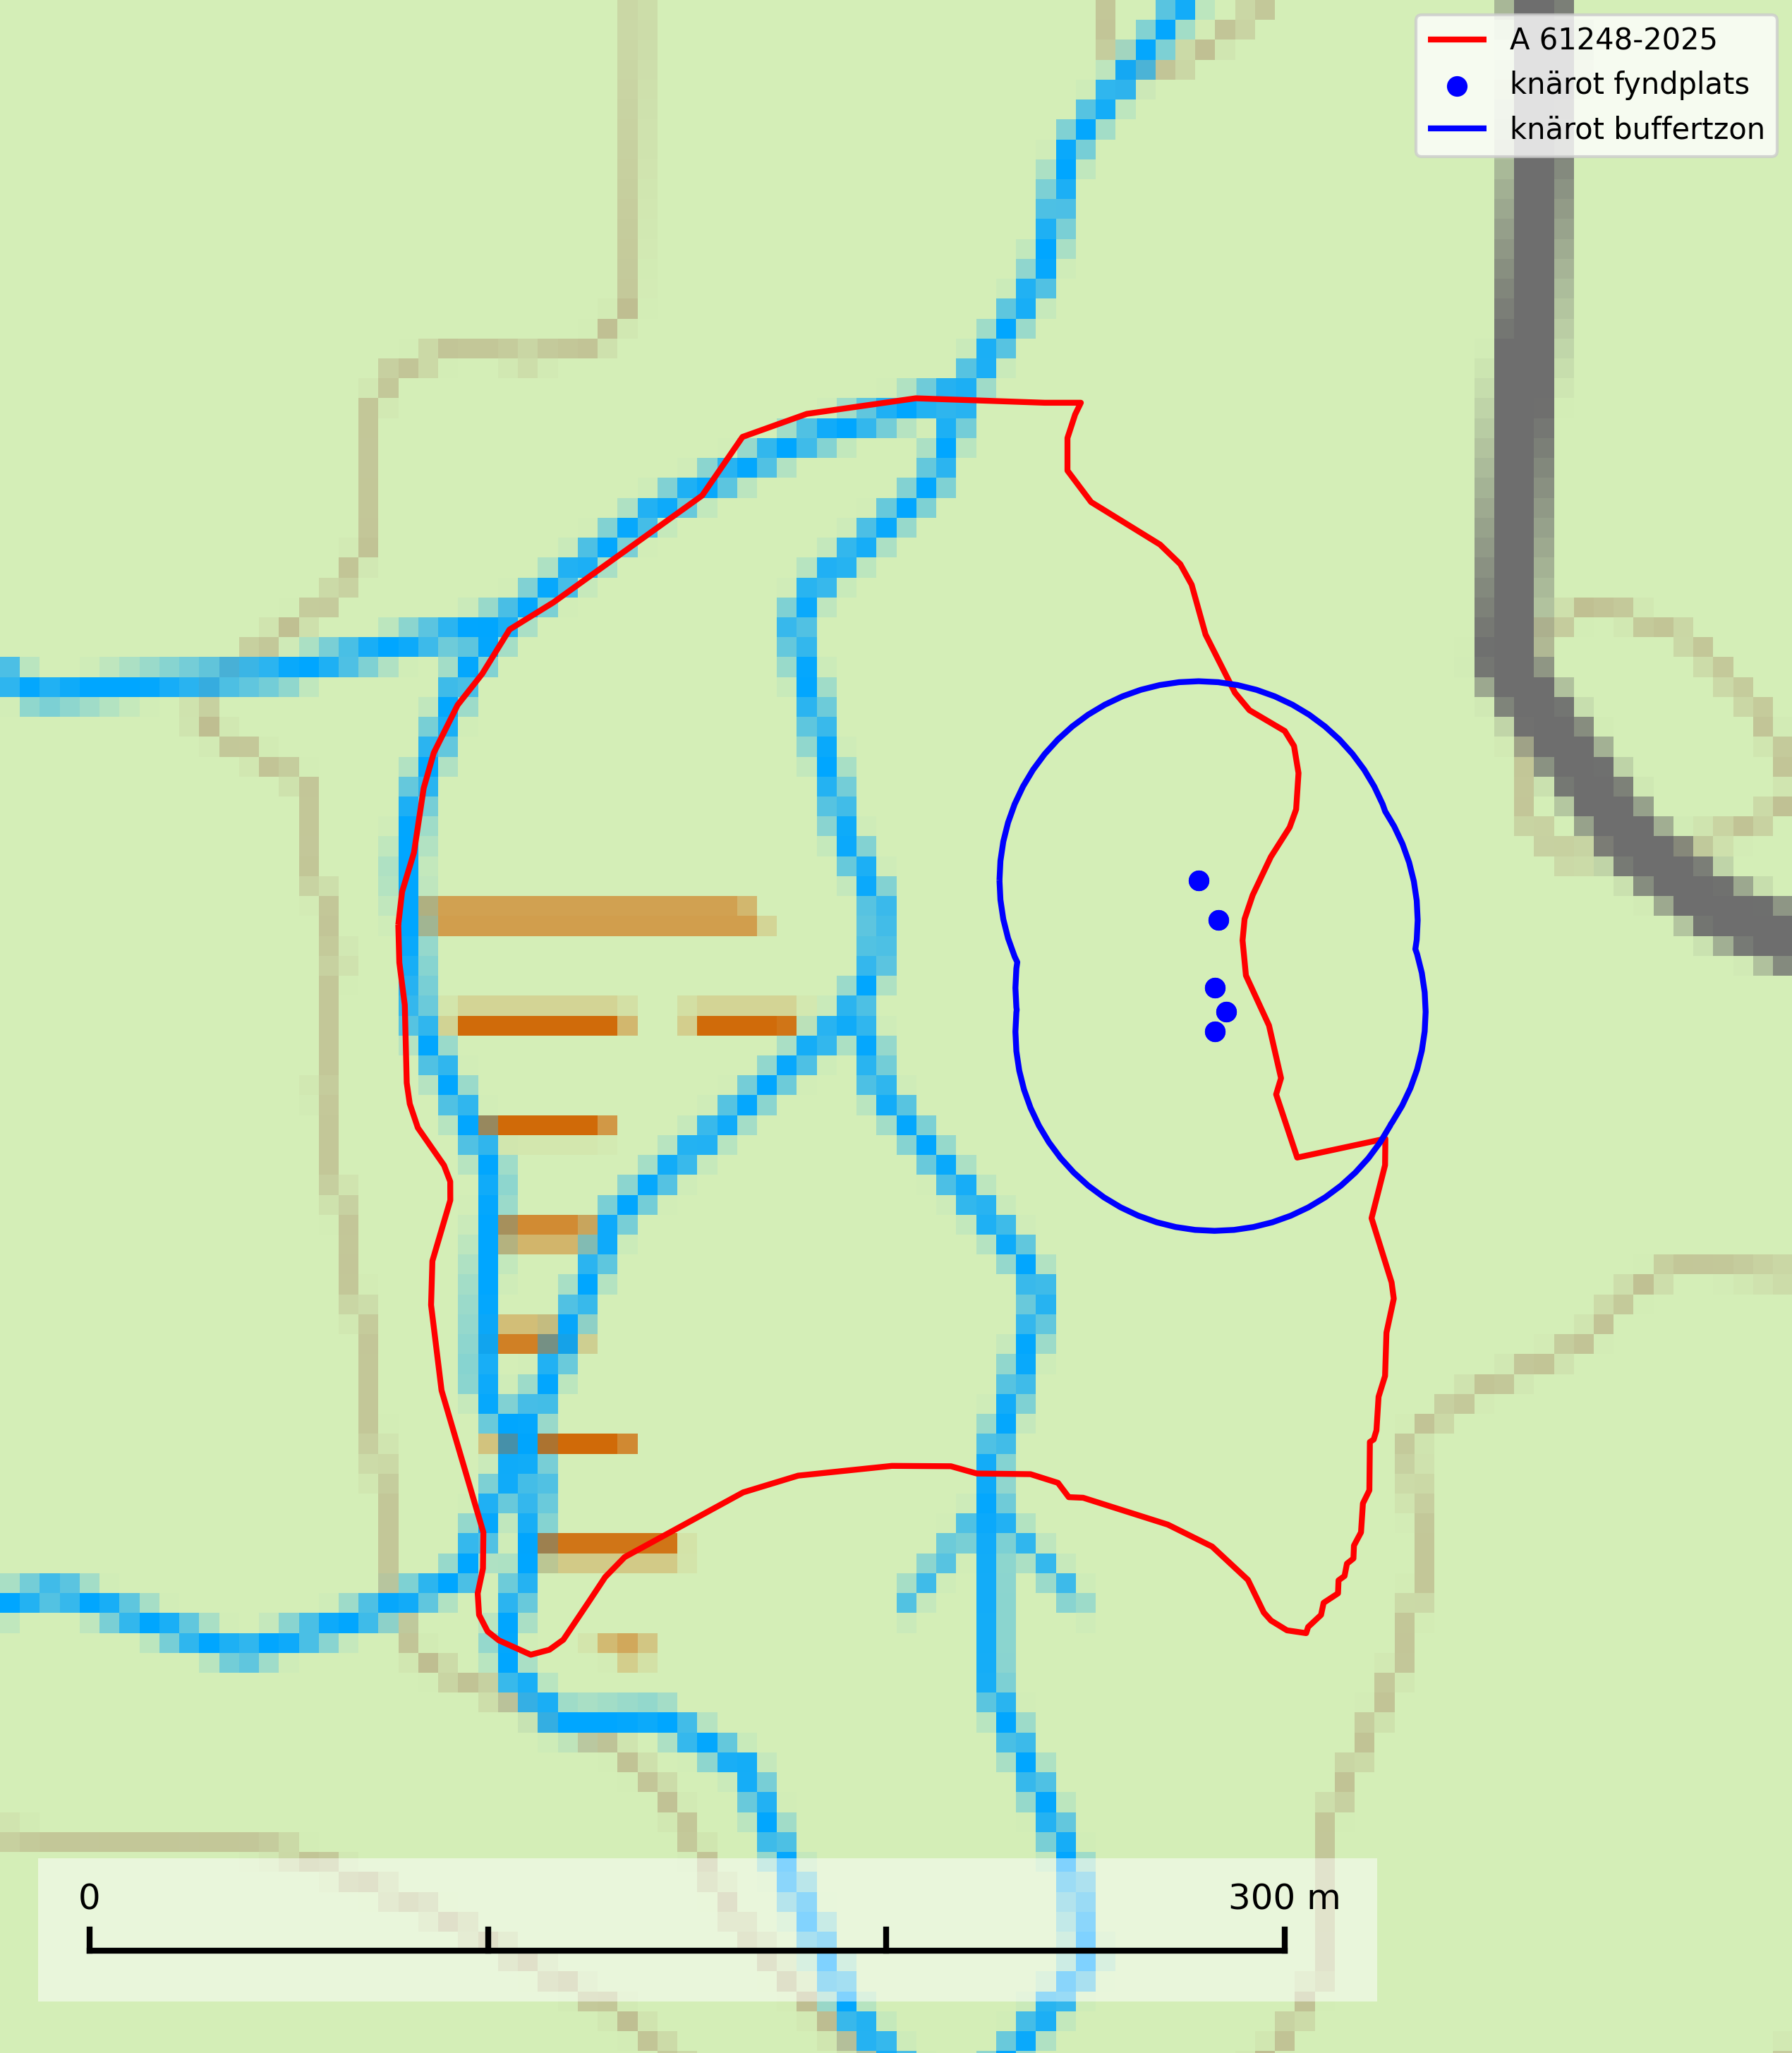 A 61248-2025
knärot fyndplats
knärot buffertzon
0
300 m